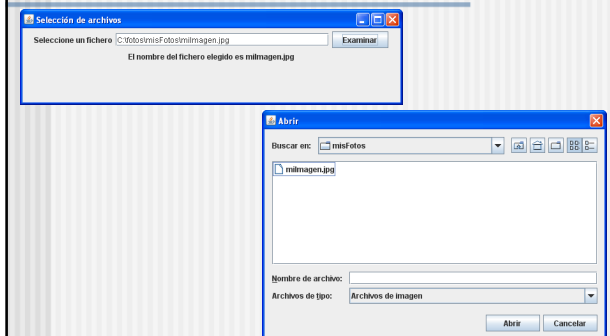 Selección de archivos
Seleccione un fichero C:\fotos\misFotos\miImagen.jpg Examinar
El nombre del fichero elegido es miImagen.jpg
Abrir
Buscar en: misFotos
miImagen.jpg
Nombre de archivo:
Archivos de tipo: Archivos de imagen
Abrir Cancelar